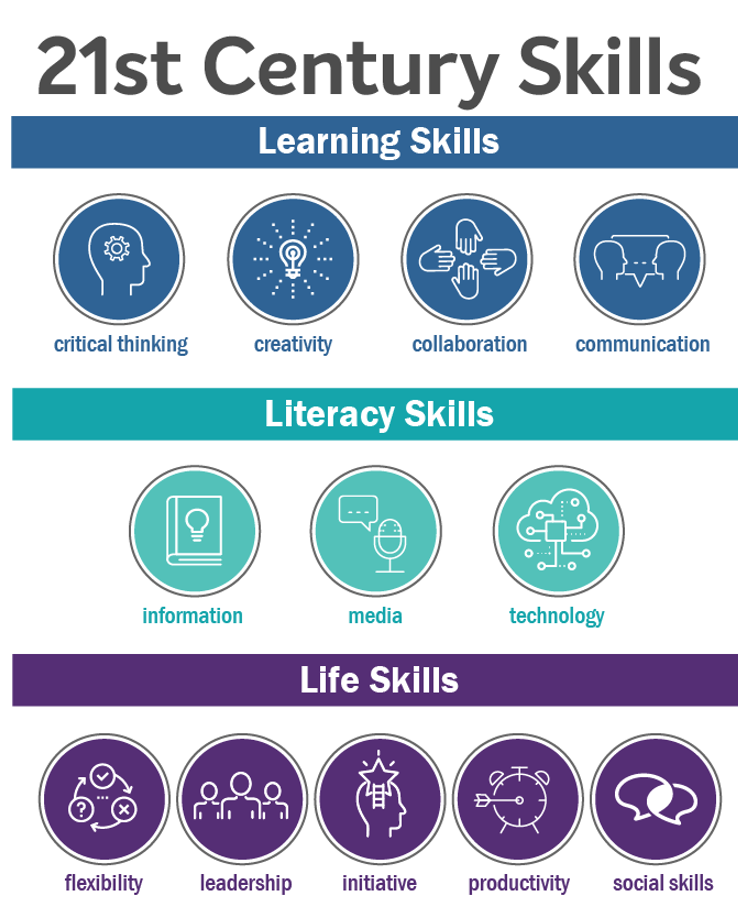 21st Century Skills
Learning Skills
critical thinking creativity collaboration communication
Literacy Skills
information media technology
Life Skills
flexibility leadership initiative productivity social skills